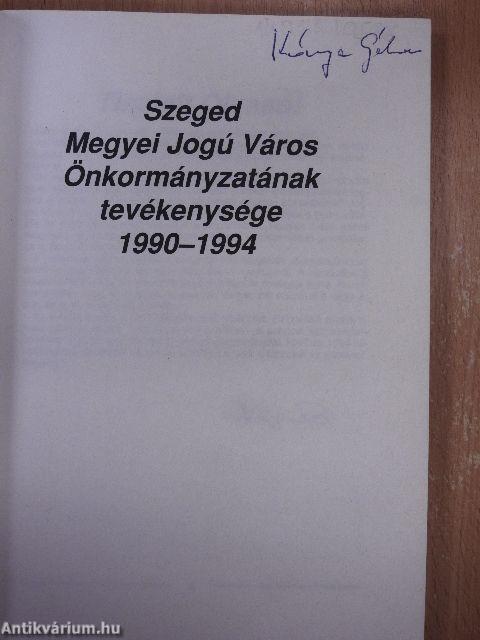 Szeged
Megyei Jogú Város
Önkormányzatának
tevékenysége
1990–1994
Antikvárium.hu